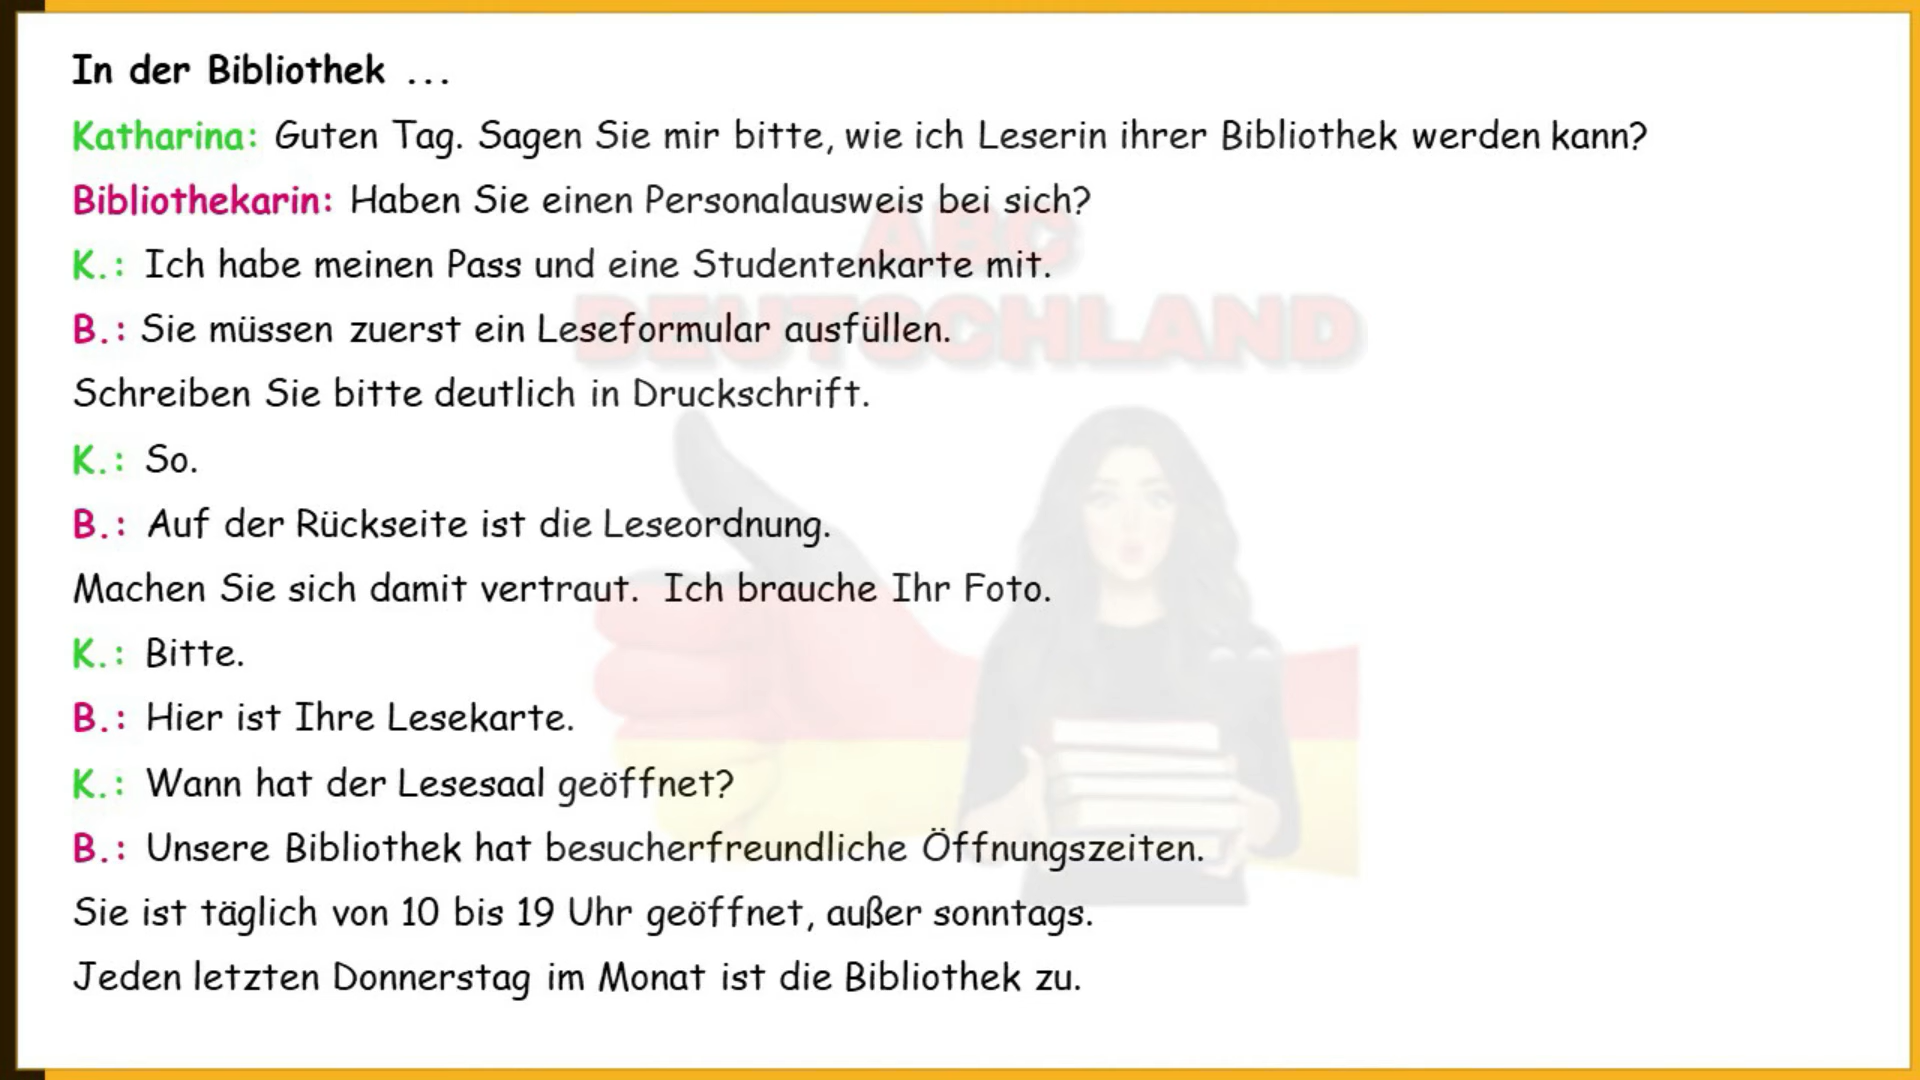 In der Bibliothek ...
Katharina: Guten Tag. Sagen Sie mir bitte, wie ich Leserin ihrer Bibliothek werden kann?
Bibliothekarin: Haben Sie einen Personalausweis bei sich?
K.: Ich habe meinen Pass und eine Studentenkarte mit.
B.: Sie müssen zuerst ein Leseformular ausfüllen.
Schreiben Sie bitte deutlich in Druckschrift.
K.: So.
B.: Auf der Rückseite ist die Leseordnung.
Machen Sie sich damit vertraut. Ich brauche Ihr Foto.
K.: Bitte.
B.: Hier ist Ihre Lesekarte.
K.: Wann hat der Lesesaal geöffnet?
B.: Unsere Bibliothek hat besucherfreundliche Öffnungszeiten.
Sie ist täglich von 10 bis 19 Uhr geöffnet, außer sonntags.
Jeden letzten Donnerstag im Monat ist die Bibliothek zu.
ABC
DEUTSCHLAND